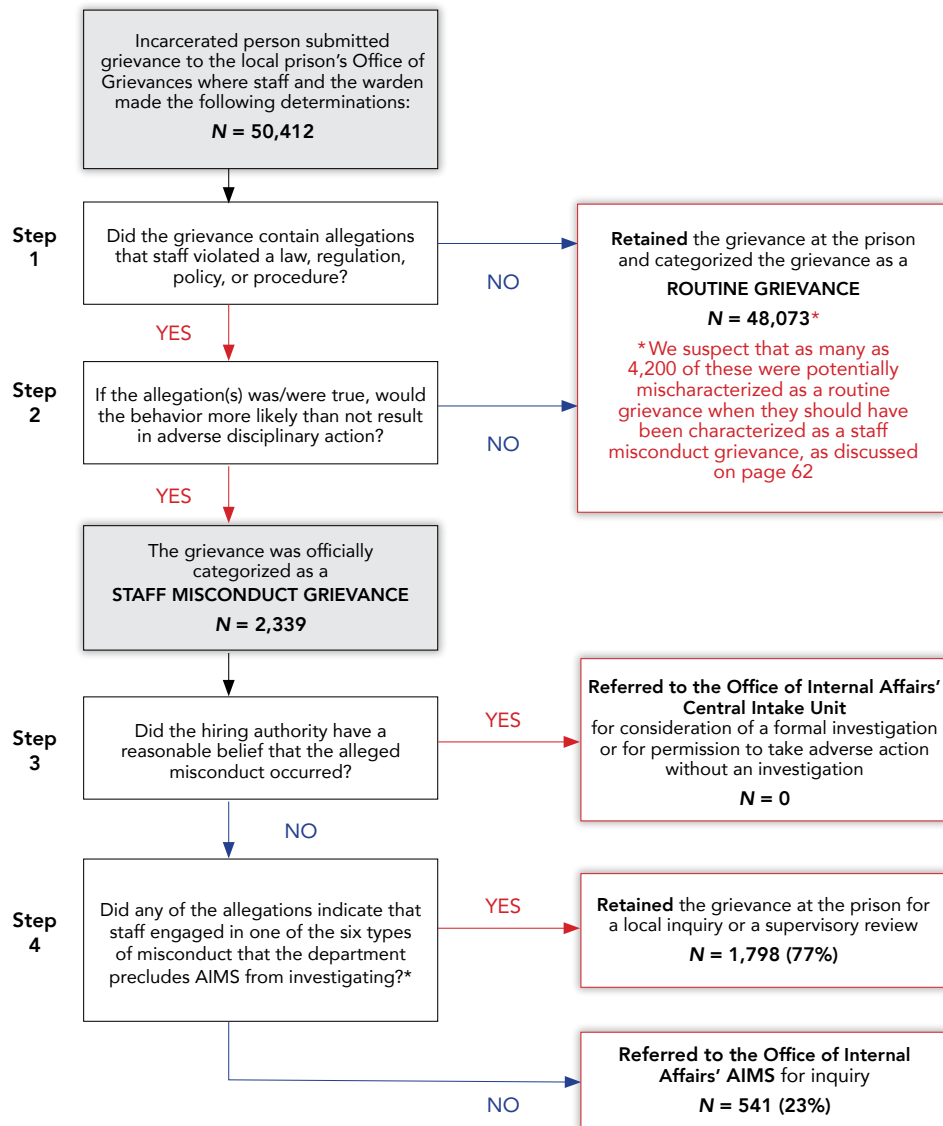 Incarcerated person submitted
grievance to the local prison’s Office of
Grievances where staff and the warden
made the following determinations:
N = 50,412
Step
1
Did the grievance contain allegations
that staff violated a law, regulation,
policy, or procedure?
NO
YES
Retained the grievance at the prison
and categorized the grievance as a
ROUTINE GRIEVANCE
N = 48,073*
*We suspect that as many as
4,200 of these were potentially
mischaracterized as a routine
grievance when they should have
been characterized as a staff
misconduct grievance, as discussed
on page 62
Step
2
If the allegation(s) was/were true, would
the behavior more likely than not result
in adverse disciplinary action?
NO
YES
The grievance was officially
categorized as a
STAFF MISCONDUCT GRIEVANCE
N = 2,339
Step
3
Did the hiring authority have a
reasonable belief that the alleged
misconduct occurred?
YES
NO
Referred to the Office of Internal Affairs’
Central Intake Unit
for consideration of a formal investigation
or for permission to take adverse action
without an investigation
N = 0
Step
4
Did any of the allegations indicate that
staff engaged in one of the six types
of misconduct that the department
precludes AIMS from investigating?*
YES
Retained the grievance at the prison for
a local inquiry or a supervisory review
N = 1,798 (77%)
NO
Referred to the Office of Internal
Affairs’ AIMS for inquiry
N = 541 (23%)